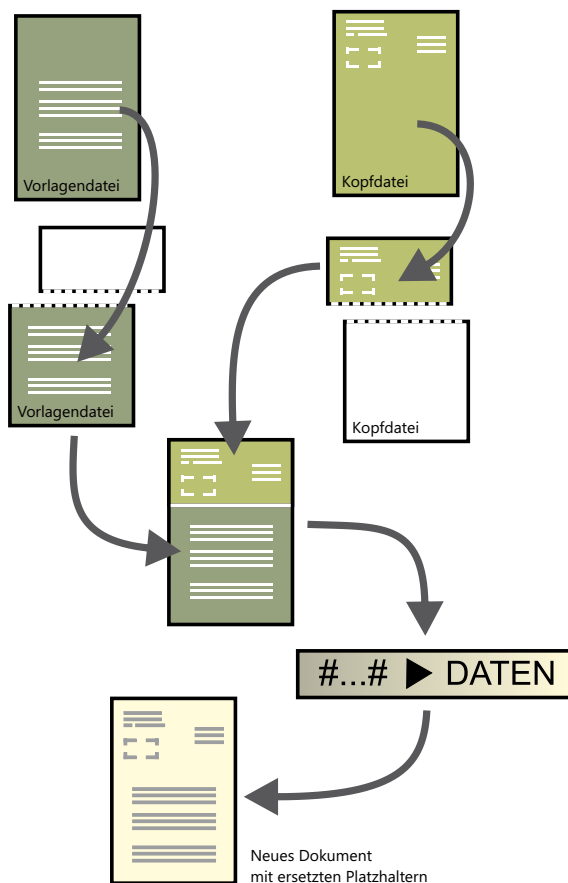 Vorlagendatei
Kopfdatei
Vorlagendatei
Kopfdatei
#...# ▶ DATEN
Neues Dokument
mit ersetzten Platzhaltern